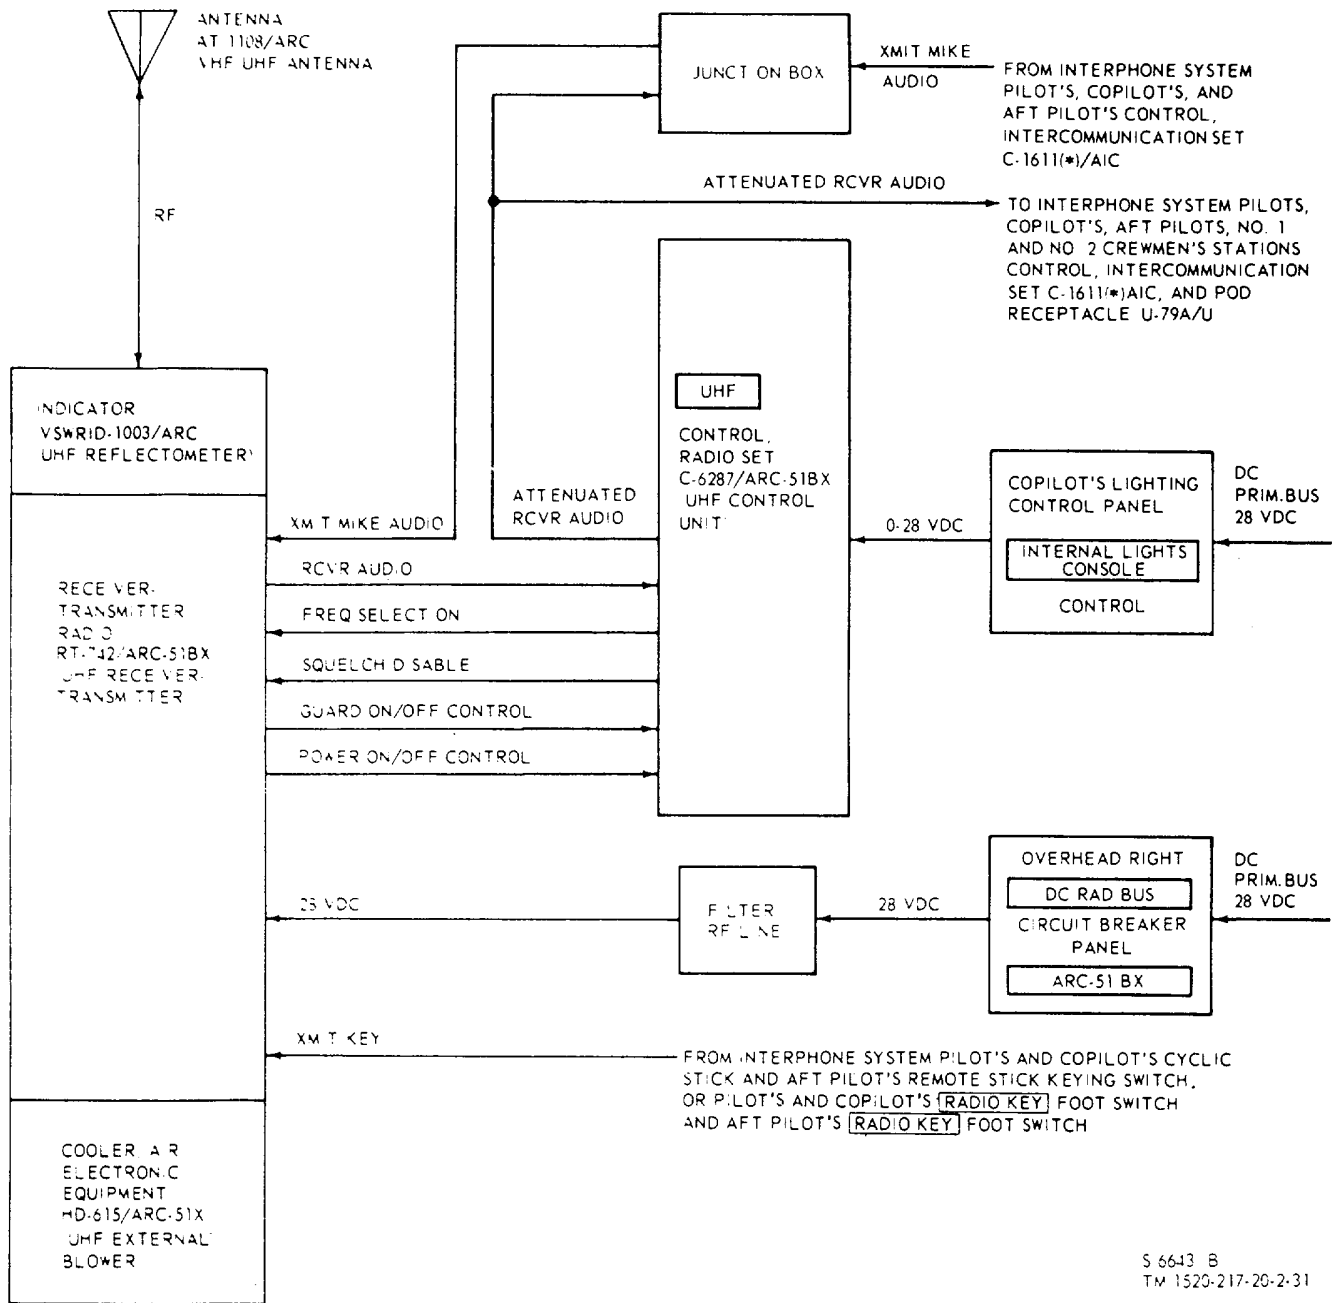 ANTENNA
AT 1108/ARC
VHF UHF ANTENNA
RF
JUNCTION BOX
XMIT MIKE
AUDIO
FROM INTERPHONE SYSTEM
PILOT'S, COPILOT'S, AND
AFT PILOT'S CONTROL,
INTERCOMMUNICATION SET
C-1611(*)/AIC
ATTENUATED RCVR AUDIO
TO INTERPHONE SYSTEM PILOTS,
COPILOT'S, AFT PILOTS, NO. 1
AND NO 2 CREWMEN'S STATIONS
CONTROL, INTERCOMMUNICATION
SET C-1611(*)AIC, AND POD
RECEPTACLE U-79A/U
INDICATOR
VSWRID-1003/ARC
UHF REFLECTOMETER)
UHF
CONTROL,
RADIO SET
C-6287/ARC-51BX
UHF CONTROL
UNIT
ATTENUATED
RCVR AUDIO
XMIT MIKE AUDIO
RCVR AUDIO
FREQ SELECTION
SQUELCH DISABLE
GUARD ON/OFF CONTROL
POWER ON/OFF CONTROL
RECEIVER-
TRANSMITTER
RADIO
RT-742/ARC-51BX
UHF RECEIVER-
TRANSMITTER
0-28 VDC
COPILOT'S LIGHTING
CONTROL PANEL
INTERNAL LIGHTS
CONSOLE
CONTROL
DC
PRIM.BUS
28 VDC
28 VDC
FILTER
RF LINE
28 VDC
OVERHEAD RIGHT
DC RAD BUS
CIRCUIT BREAKER
PANEL
ARC-51 BX
DC
PRIM.BUS
28 VDC
XMIT KEY
FROM INTERPHONE SYSTEM PILOT'S AND COPILOT'S CYCLIC
STICK AND AFT PILOT'S REMOTE STICK KEYING SWITCH.
OR PILOT'S AND COPILOT'S RADIO KEY FOOT SWITCH
AND AFT PILOT'S RADIO KEY FOOT SWITCH
COOLER AIR
ELECTRONIC
EQUIPMENT
HD-615/ARC-51X
UHF EXTERNAL
BLOWER
S 6643 B
TM 1520-217-20-2-31